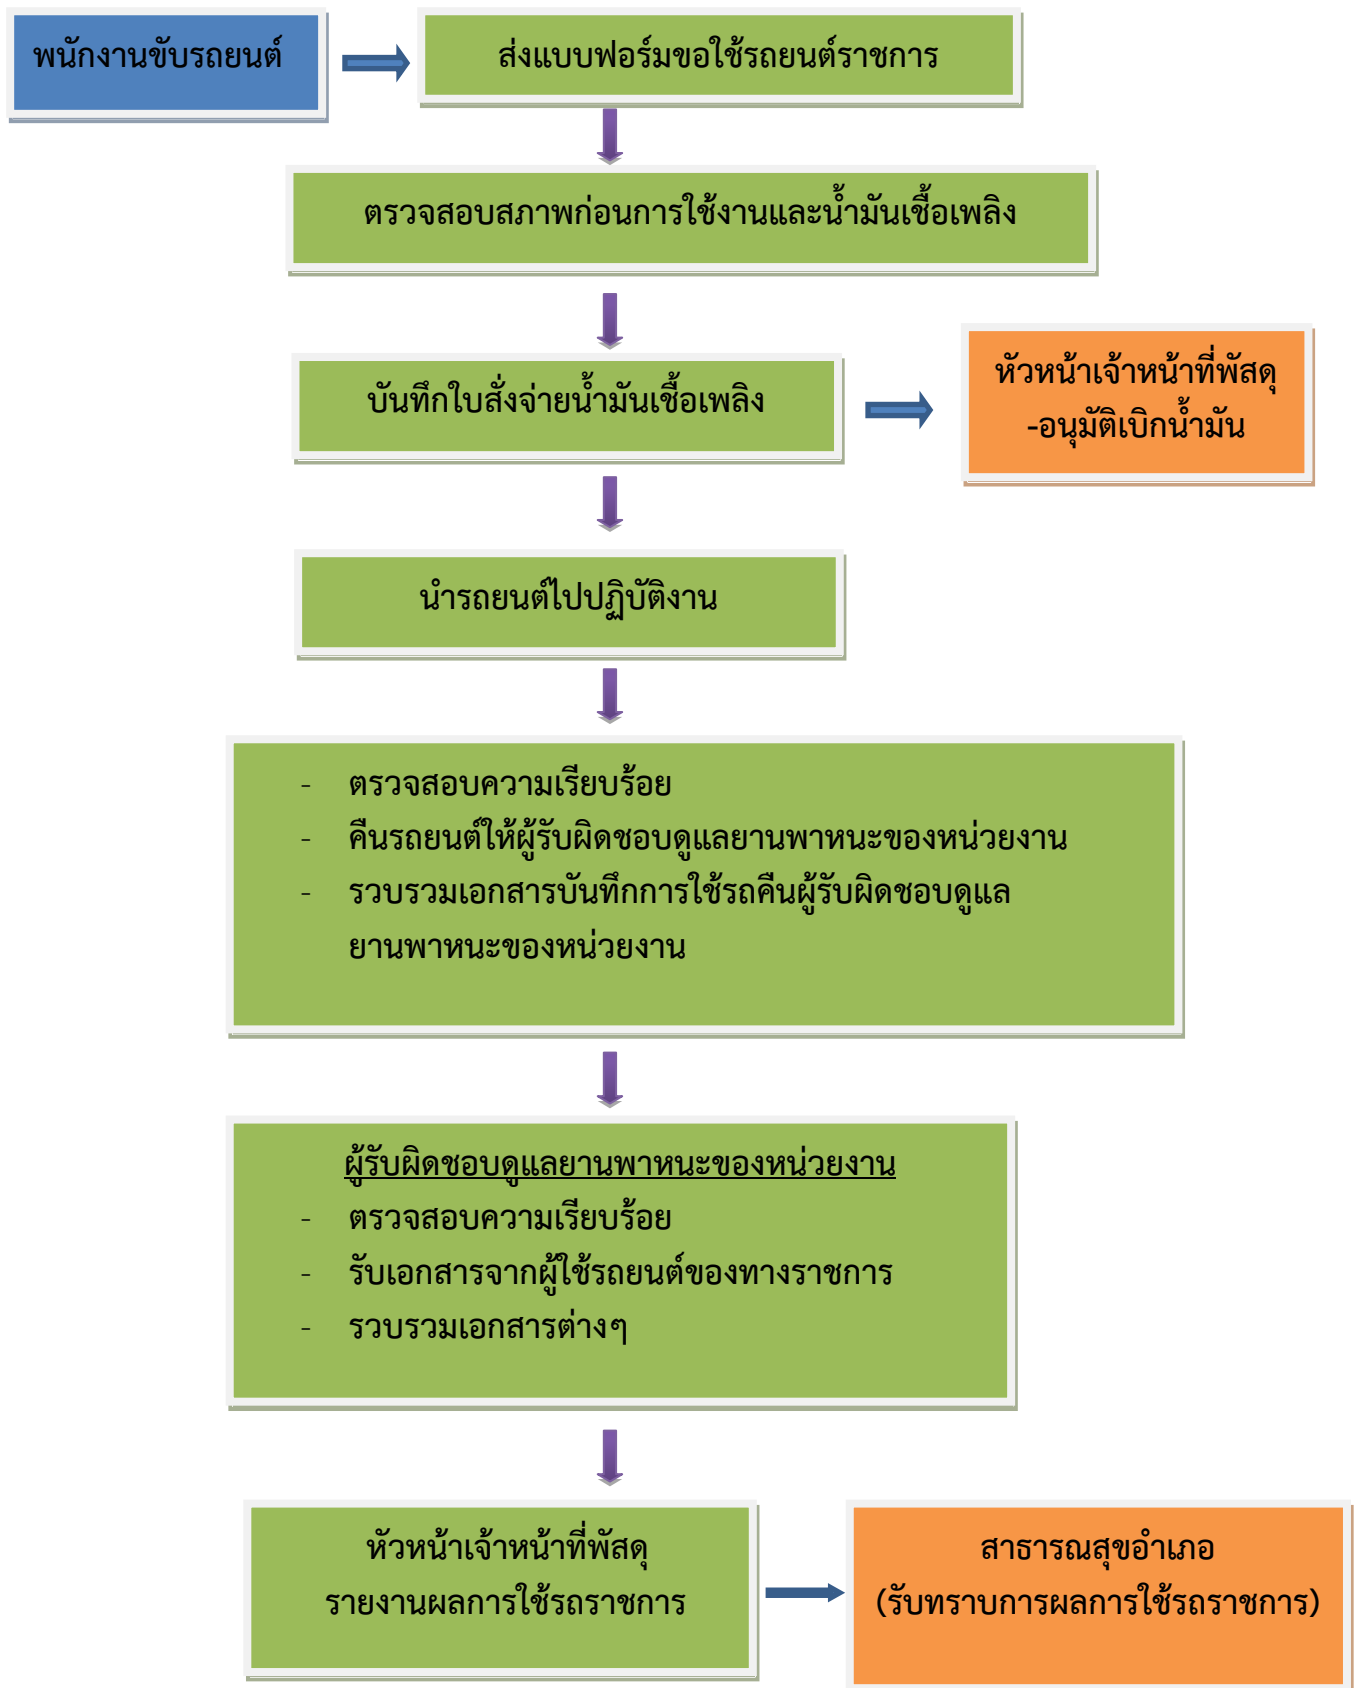 พนักงานขับรถยนต์
ส่งแบบฟอร์มขอใช้รถยนต์ราชการ
ตรวจสอบสภาพก่อนการใช้งานและน้ำมันเชื้อเพลิง
บันทึกใบสั่งจ่ายน้ำมันเชื้อเพลิง
หัวหน้าเจ้าหน้าที่พัสดุ
-อนุมัติเบิกน้ำมัน
นำรถยนต์ไปปฏิบัติงาน
- ตรวจสอบความเรียบร้อย
- คืนรถยนต์ให้ผู้รับผิดชอบดูแลยานพาหนะของหน่วยงาน
- รวบรวมเอกสารบันทึกการใช้รถคืนผู้รับผิดชอบดูแล
ยานพาหนะของหน่วยงาน
ผู้รับผิดชอบดูแลยานพาหนะของหน่วยงาน
- ตรวจสอบความเรียบร้อย
- รับเอกสารจากผู้ใช้รถยนต์ของทางราชการ
- รวบรวมเอกสารต่างๆ
หัวหน้าเจ้าหน้าที่พัสดุ
รายงานผลการใช้รถราชการ
สาธารณสุขอำเภอ
(รับทราบการผลการใช้รถราชการ)